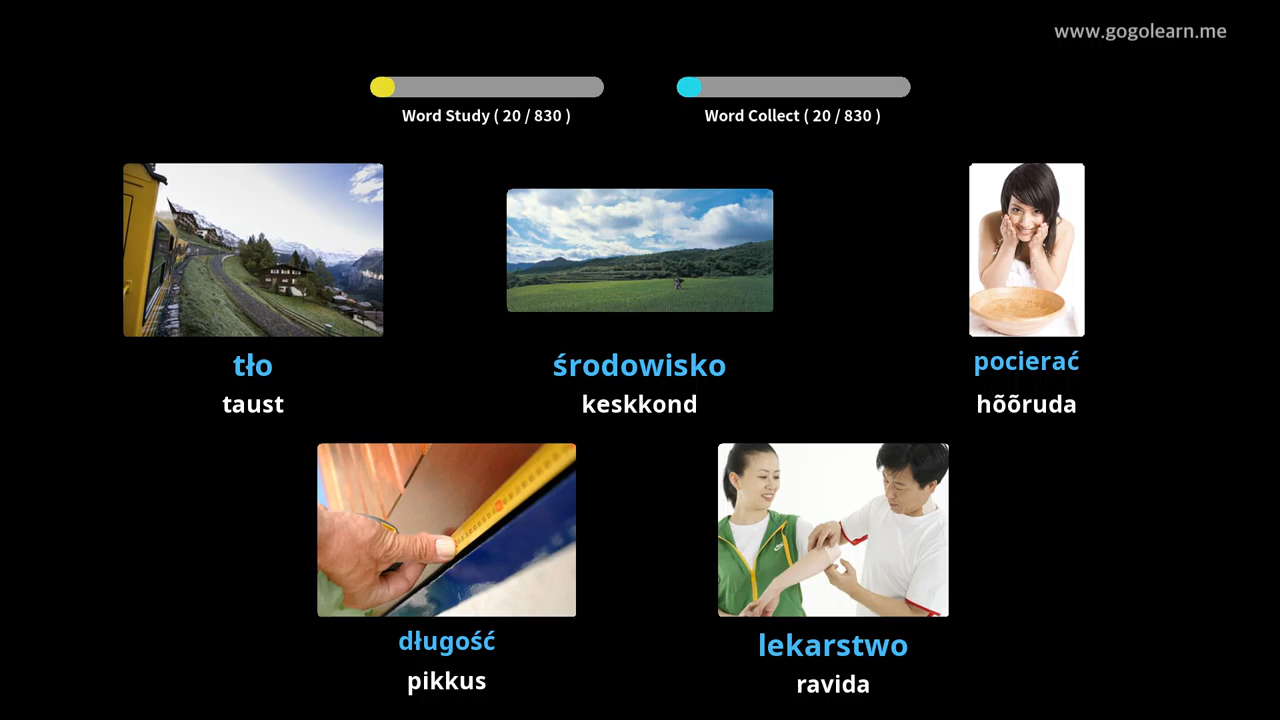 www.gogolearn.me
Word Study ( 20 / 830 )
Word Collect ( 20 / 830 )
tło
taust
środowisko
keskkond
pocierać
hõõruda
długość
pikkus
lekarstwo
ravida